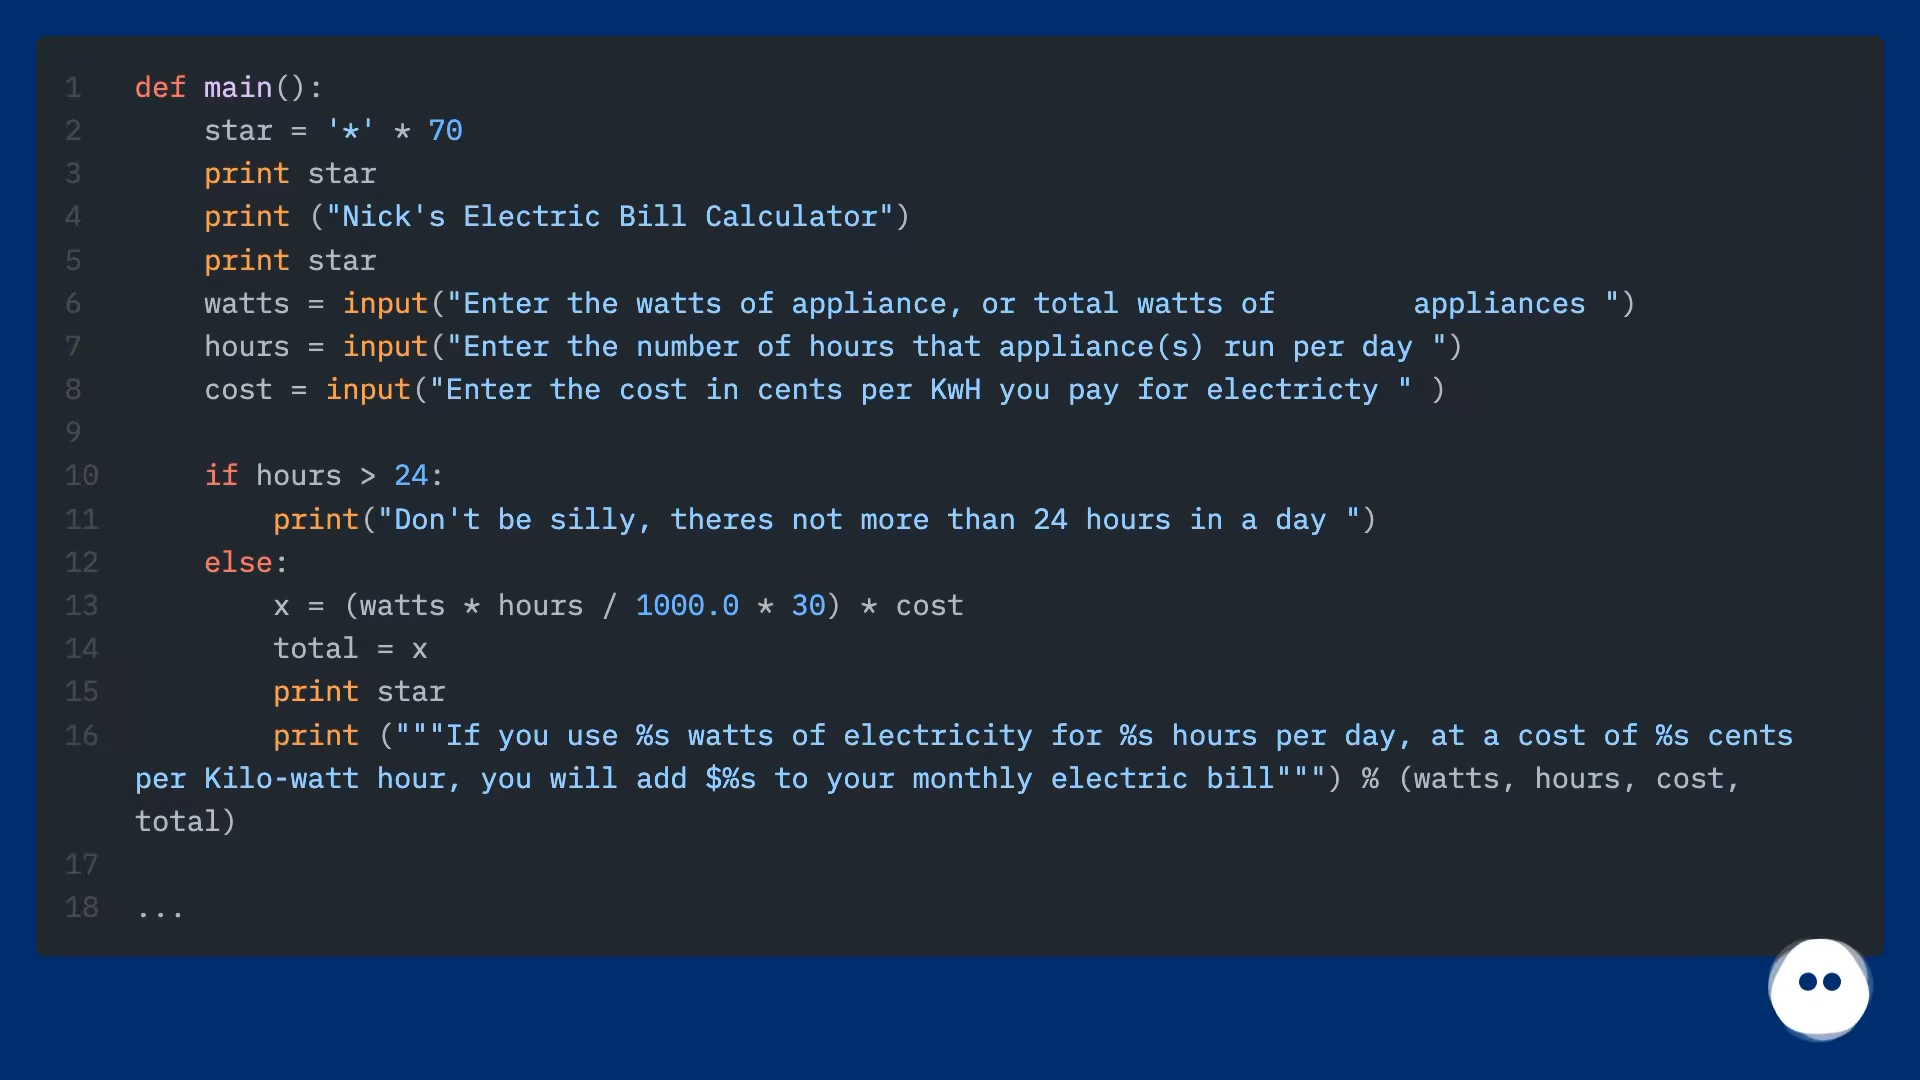 1 def main():
2     star = '*' * 70
3     print star
4     print ("Nick's Electric Bill Calculator")
5     print star
6     watts = input("Enter the watts of appliance, or total watts of        appliances ")
7     hours = input("Enter the number of hours that appliance(s) run per day ")
8     cost = input("Enter the cost in cents per KwH you pay for electricty " )
9
10     if hours > 24:
11         print("Don't be silly, theres not more than 24 hours in a day ")
12     else:
13         x = (watts * hours / 1000.0 * 30) * cost
14         total = x
15         print star
16         print ("""If you use %s watts of electricity for %s hours per day, at a cost of %s cents
per Kilo-watt hour, you will add $%s to your monthly electric bill""") % (watts, hours, cost,
total)
17
18 ...